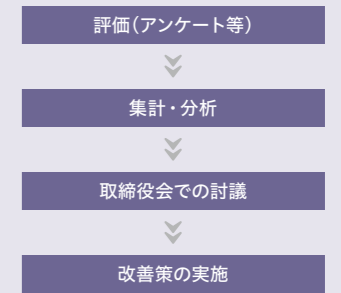 評価（アンケート等）
集計・分析
取締役会での討議
改善策の実施